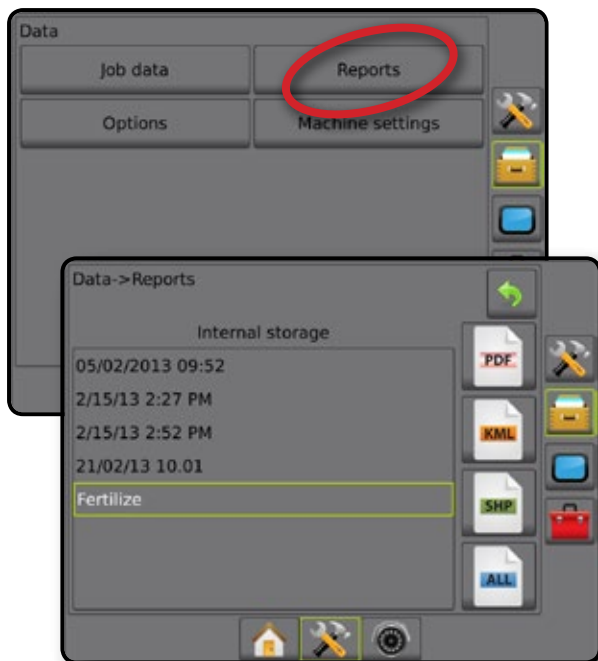 Data
Job data
Reports
Options
Machine settings
Data->Reports
Internal storage
05/02/2013 09:52
2/15/13 2:27 PM
2/15/13 2:52 PM
21/02/13 10.01
Fertilize
PDF
KML
SHP
ALL